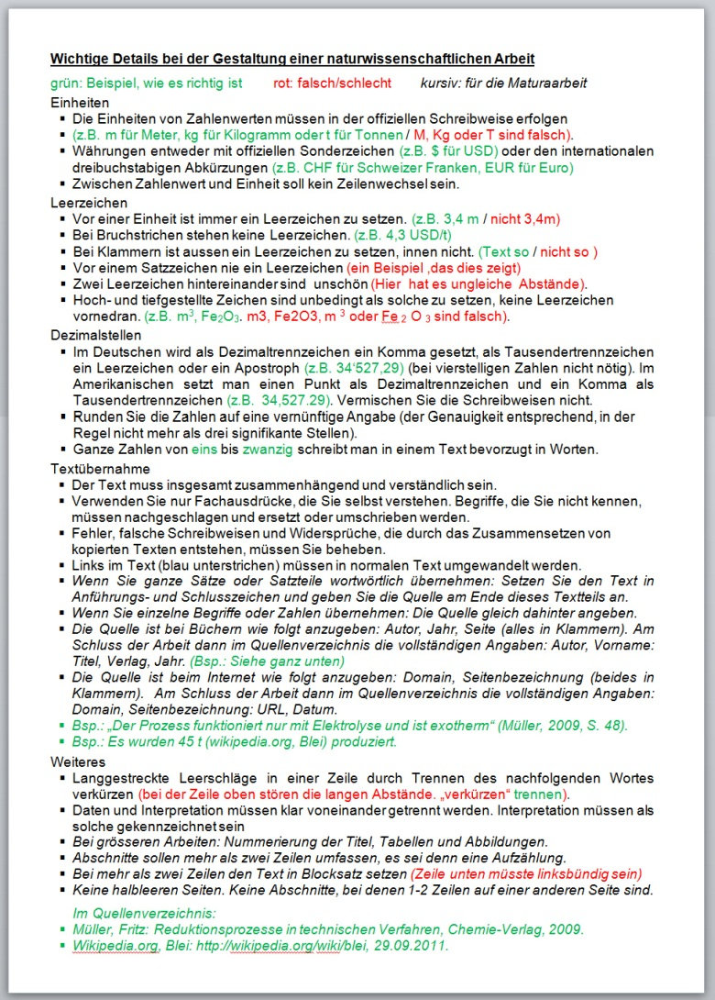 Wichtige Details bei der Gestaltung einer naturwissenschaftlichen Arbeit
grün: Beispiel, wie es richtig ist rot: falsch/schlecht kursiv: für die Maturaarbeit
Einheiten
▪ Die Einheiten von Zahlenwerten müssen in der offiziellen Schreibweise erfolgen
▪ (z.B. m für Meter, kg für Kilogramm oder t für Tonnen / M, Kg oder T sind falsch).
▪ Währungen entweder mit offiziellen Sonderzeichen (z.B. $ für USD) oder den internationalen
dreibuchstabigen Abkürzungen (z.B. CHF für Schweizer Franken, EUR für Euro)
▪ Zwischen Zahlenwert und Einheit soll kein Zeilenwechsel sein.
Leerzeichen
▪ Vor einer Einheit ist immer ein Leerzeichen zu setzen. (z.B. 3,4 m / nicht 3,4m)
▪ Bei Bruchstrichen stehen keine Leerzeichen. (z.B. 4,3 USD/t)
▪ Bei Klammern ist aussen ein Leerzeichen zu setzen, innen nicht. (Text so / nicht so )
▪ Vor einem Satzzeichen nie ein Leerzeichen (ein Beispiel ,das dies zeigt)
▪ Zwei Leerzeichen hintereinander sind  unschön (Hier  hat es ungleiche  Abstände).
▪ Hoch- und tiefgestellte Zeichen sind unbedingt als solche zu setzen, keine Leerzeichen
vornedran. (z.B. m³, Fe₂O₃. m3, Fe2O3, m ³ oder Fe ₂ O ₃ sind falsch).
Dezimalstellen
▪ Im Deutschen wird als Dezimaltrennzeichen ein Komma gesetzt, als Tausendertrennzeichen
ein Leerzeichen oder ein Apostroph (z.B. 34‘527,29) (bei vierstelligen Zahlen nicht nötig). Im
Amerikanischen setzt man einen Punkt als Dezimaltrennzeichen und ein Komma als
Tausendertrennzeichen (z.B.  34,527.29). Vermischen Sie die Schreibweisen nicht.
▪ Runden Sie die Zahlen auf eine vernünftige Angabe (der Genauigkeit entsprechend, in der
Regel nicht mehr als drei signifikante Stellen).
▪ Ganze Zahlen von eins bis zwanzig schreibt man in einem Text bevorzugt in Worten.
Textübernahme
▪ Der Text muss insgesamt zusammenhängend und verständlich sein.
▪ Verwenden Sie nur Fachausdrücke, die Sie selbst verstehen. Begriffe, die Sie nicht kennen,
müssen nachgeschlagen und ersetzt oder umschrieben werden.
▪ Fehler, falsche Schreibweisen und Widersprüche, die durch das Zusammensetzen von
kopierten Texten entstehen, müssen Sie beheben.
▪ Links im Text (blau unterstrichen) müssen in normalen Text umgewandelt werden.
▪ Wenn Sie ganze Sätze oder Satzteile wortwörtlich übernehmen: Setzen Sie den Text in
Anführungs- und Schlusszeichen und geben Sie die Quelle am Ende dieses Textteils an.
▪ Wenn Sie einzelne Begriffe oder Zahlen übernehmen: Die Quelle gleich dahinter angeben.
▪ Die Quelle ist bei Büchern wie folgt anzugeben: Autor, Jahr, Seite (alles in Klammern). Am
Schluss der Arbeit dann im Quellenverzeichnis die vollständigen Angaben: Autor, Vorname:
Titel, Verlag, Jahr. (Bsp.: Siehe ganz unten)
▪ Die Quelle ist beim Internet wie folgt anzugeben: Domain, Seitenbezeichnung (beides in
Klammern).  Am Schluss der Arbeit dann im Quellenverzeichnis die vollständigen Angaben:
Domain, Seitenbezeichnung: URL, Datum.
▪ Bsp.: „Der Prozess funktioniert nur mit Elektrolyse und ist exotherm“ (Müller, 2009, S. 48).
▪ Bsp.: Es wurden 45 t (wikipedia.org, Blei) produziert.
Weiteres
▪ Langgestreckte Leerschläge in einer Zeile durch Trennen des nachfolgenden Wortes
verkürzen (bei der Zeile oben stören die langen Abstände. „verkürzen“ trennen).
▪ Daten und Interpretation müssen klar voneinander getrennt werden. Interpretation müssen als
solche gekennzeichnet sein
▪ Bei grösseren Arbeiten: Nummerierung der Titel, Tabellen und Abbildungen.
▪ Abschnitte sollen mehr als zwei Zeilen umfassen, es sei denn eine Aufzählung.
▪ Bei mehr als zwei Zeilen den Text in Blocksatz setzen (Zeile unten müsste linksbündig sein)
▪ Keine halbleeren Seiten. Keine Abschnitte, bei denen 1-2 Zeilen auf einer anderen Seite sind.
Im Quellenverzeichnis:
▪ Müller, Fritz: Reduktionsprozesse in technischen Verfahren, Chemie-Verlag, 2009.
▪ Wikipedia.org, Blei: http://wikipedia.org/wiki/blei, 29.09.2011.